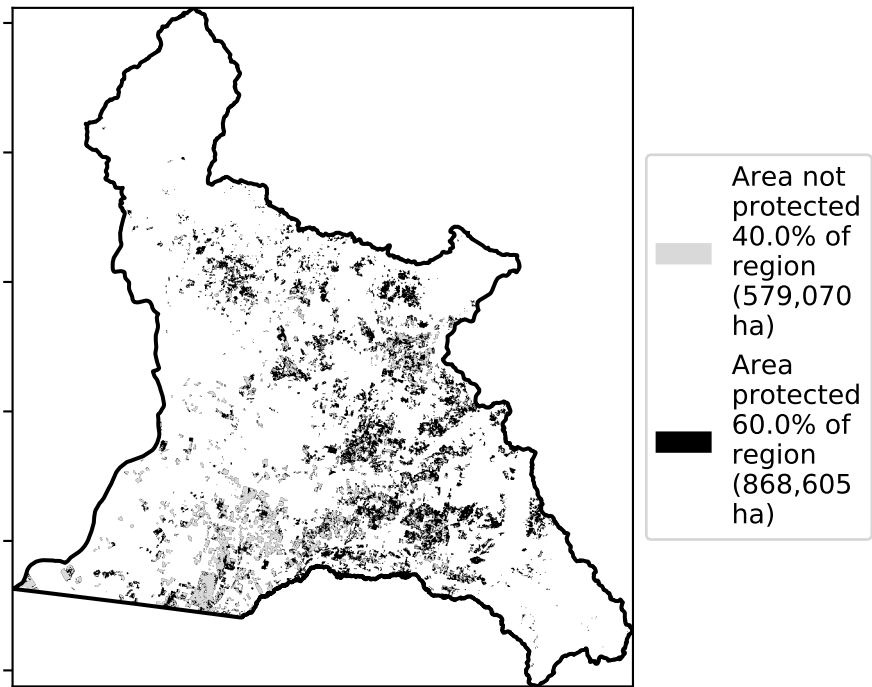 Area not
protected
40.0% of
region
(579,070
ha)
Area
protected
60.0% of
region
(868,605
ha)